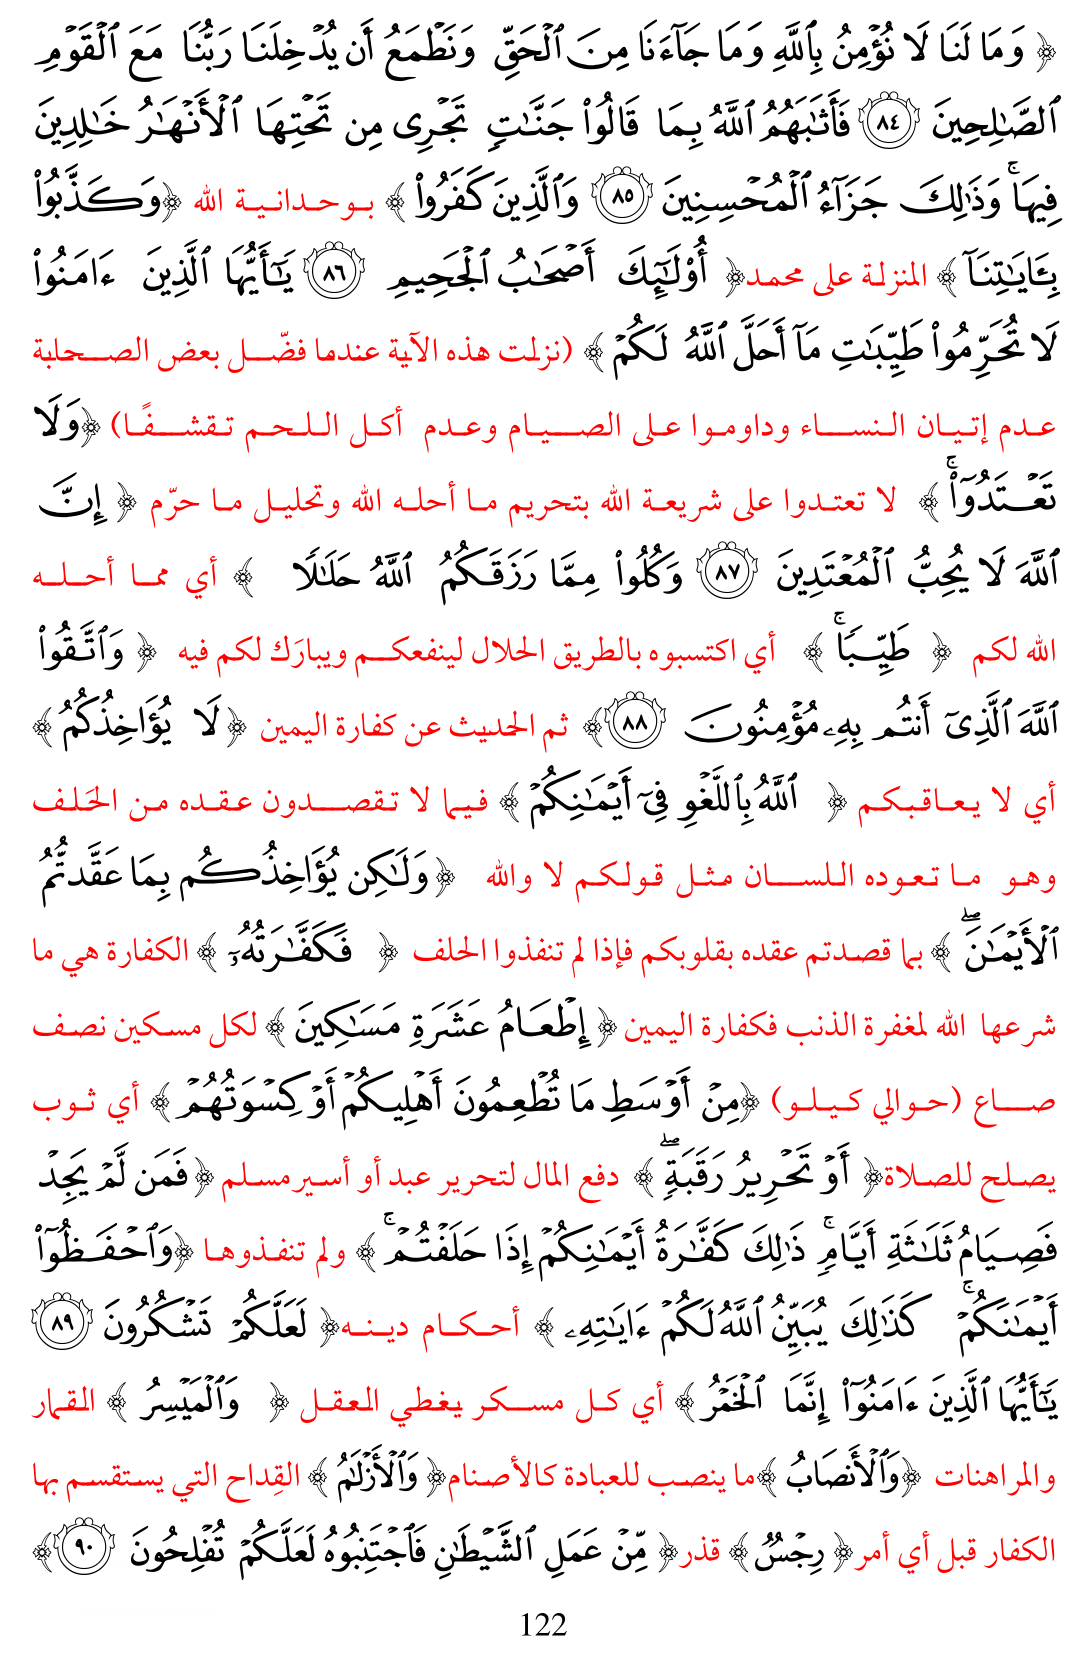 ﴿ وَمَا لَنَا لَا نُؤۡمِنُ بِٱللَّهِ وَمَا جَآءَنَا مِنَ ٱلۡحَقِّ وَنَطۡمَعُ أَن يُدۡخِلَنَا رَبُّنَا مَعَ ٱلۡقَوۡمِ
ٱلصَّٰلِحِينَ ٨٤ فَأَثَٰبَهُمُ ٱللَّهُ بِمَا قَالُواْ جَنَّٰتٖ تَجۡرِي مِن تَحۡتِهَا ٱلۡأَنۡهَٰرُ خَٰلِدِينَ
فِيهَاۚ وَذَٰلِكَ جَزَآءُ ٱلۡمُحۡسِنِينَ ٨٥ وَٱلَّذِينَ كَفَرُواْ ﴾ بوحدانية الله ﴿وَكَذَّبُواْ
بِـَٔايَٰتِنَآ ﴾ المنزلة على محمد﴿ أُوْلَٰٓئِكَ أَصۡحَٰبُ ٱلۡجَحِيمِ ٨٦ يَٰٓأَيُّهَا ٱلَّذِينَ ءَامَنُواْ
لَا تُحَرِّمُواْ طَيِّبَٰتِ مَآ أَحَلَّ ٱللَّهُ لَكُمۡ ﴾ (نزلت هذه الآية عندما فضّل بعض الصحابة
عدم إتيان النساء وداوموا على الصيام وعدم أكل اللحم تقشفًا) ﴿وَلَا
تَعۡتَدُوٓاْۚ ﴾ لا تعتدوا على شريعة الله بتحريم ما أحله الله وتحليل ما حرّم ﴿ إِنَّ
ٱللَّهَ لَا يُحِبُّ ٱلۡمُعۡتَدِينَ ٨٧ وَكُلُواْ مِمَّا رَزَقَكُمُ ٱللَّهُ حَلَٰلٗا ﴾ أي مما أحله
الله لكم ﴿ طَيِّبٗاۚ ﴾ أي اكتسبوه بالطريق الحلال لينفعكم ويبارَك لكم فيه ﴿ وَٱتَّقُواْ
ٱللَّهَ ٱلَّذِيٓ أَنتُم بِهِۦ مُؤۡمِنُونَ ٨٨ ﴾ ثم الحديث عن كفارة اليمين ﴿لَا يُؤَاخِذُكُمُ ﴾
أي لا يعاقبكم ﴿ ٱللَّهُ بِٱللَّغۡوِ فِيٓ أَيۡمَٰنِكُمۡ ﴾ فيما لا تقصدون عقده من الحَلف
وهو ما تعوده اللسان مثل قولكم لا والله ﴿وَلَٰكِن يُؤَاخِذُكُم بِمَا عَقَّدتُّمُ
ٱلۡأَيۡمَٰنَۖ ﴾ بما قصدتم عقده بقلوبكم فإذا لم تنفذوا الحلف ﴿ فَكَفَّٰرَتُهُۥٓ ﴾ الكفارة هي ما
شرعها الله لمغفرة الذنب فكفارة اليمين ﴿ إِطۡعَامُ عَشَرَةِ مَسَٰكِينَ ﴾ لكل مسكين نصف
صاع (حوالي كيلو) ﴿مِنۡ أَوۡسَطِ مَا تُطۡعِمُونَ أَهۡلِيكُمۡ أَوۡ كِسۡوَتُهُمۡ ﴾ أي ثوب
يصلح للصلاة﴿ أَوۡ تَحۡرِيرُ رَقَبَةٖۖ ﴾ دفع المال لتحرير عبد أو أسير مسلم ﴿فَمَن لَّمۡ يَجِدۡ
فَصِيَامُ ثَلَٰثَةِ أَيَّامٖۚ ذَٰلِكَ كَفَّٰرَةُ أَيۡمَٰنِكُمۡ إِذَا حَلَفۡتُمۡۚ ﴾ ولم تنفذوها ﴿وَٱحۡفَظُوٓاْ
أَيۡمَٰنَكُمۡۚ كَذَٰلِكَ يُبَيِّنُ ٱللَّهُ لَكُمۡ ءَايَٰتِهِۦ ﴾ أحكام دينه﴿ لَعَلَّكُمۡ تَشۡكُرُونَ ٨٩
يَٰٓأَيُّهَا ٱلَّذِينَ ءَامَنُوٓاْ إِنَّمَا ٱلۡخَمۡرُ ﴾ أي كل مسكر يغطي العقل ﴿ وَٱلۡمَيۡسِرُ ﴾ القمار
والمراهنات ﴿وَٱلۡأَنصَابُ ﴾ما ينصب للعبادة كالأصنام﴿ وَٱلۡأَزۡلَٰمُ ﴾ القِداح التي يستقسم بها
الكفار قبل أي أمر﴿ رِجۡسٞ ﴾ قذر﴿ مِّنۡ عَمَلِ ٱلشَّيۡطَٰنِ فَٱجۡتَنِبُوهُ لَعَلَّكُمۡ تُفۡلِحُونَ ٩٠ ﴾
122